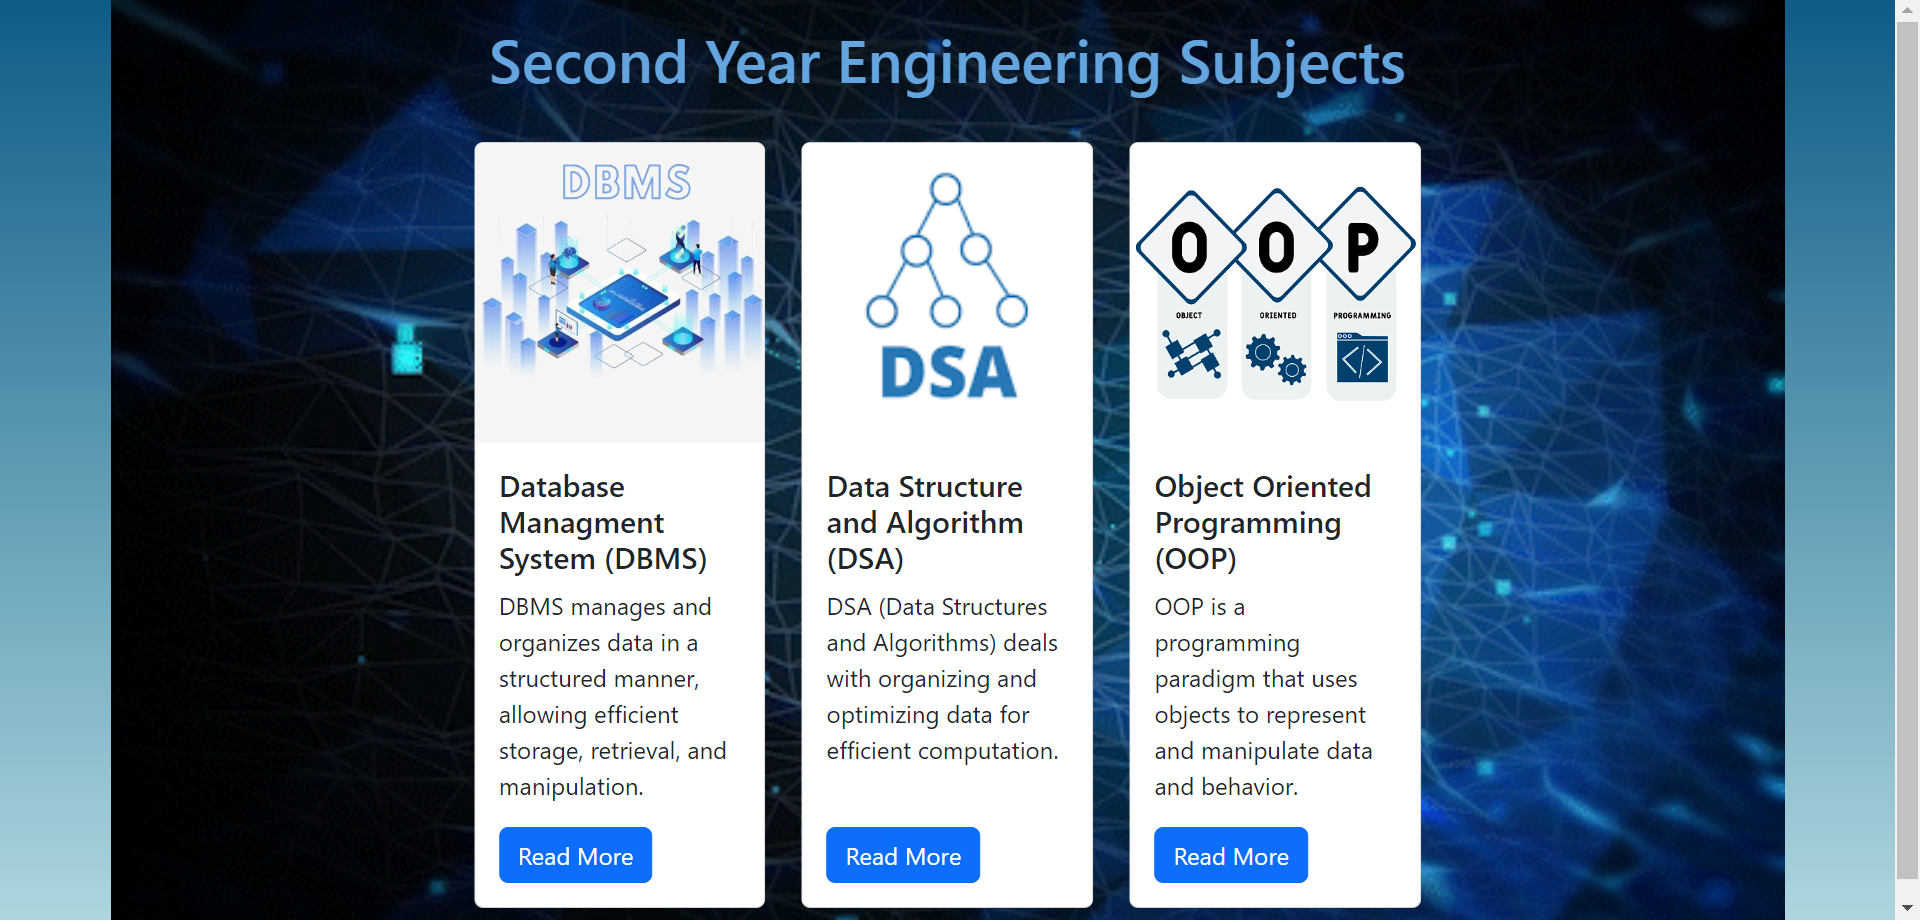 Second Year Engineering Subjects
DBMS
Database
Managment
System (DBMS)
DBMS manages and
organizes data in a
structured manner,
allowing efficient
storage, retrieval, and
manipulation.
Read More
DSA
Data Structure
and Algorithm
(DSA)
DSA (Data Structures
and Algorithms) deals
with organizing and
optimizing data for
efficient computation.
Read More
O O P
OBJECT ORIENTED PROGRAMMING
Object Oriented
Programming
(OOP)
OOP is a
programming
paradigm that uses
objects to represent
and manipulate data
and behavior.
Read More